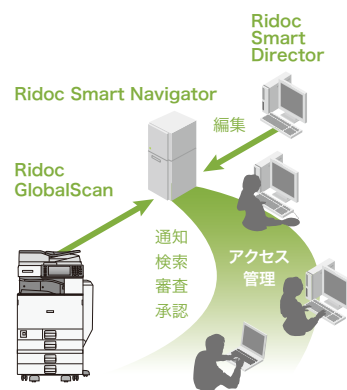 Ridoc
Smart
Director
Ridoc Smart Navigator
編集
Ridoc
GlobalScan
通知
検索
審査
承認
アクセス
管理